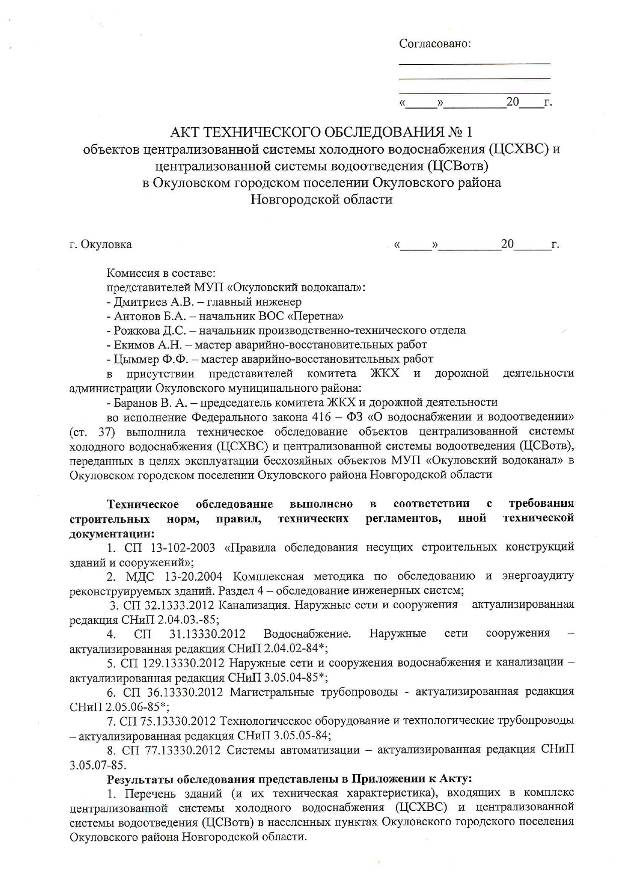 Согласовано:
«_____»___________20____г.
АКТ ТЕХНИЧЕСКОГО ОБСЛЕДОВАНИЯ № 1
объектов централизованной системы холодного водоснабжения (ЦСХВС) и
централизованной системы водоотведения (ЦСВотв)
в Окуловском городском поселении Окуловского района
Новгородской области
г. Окуловка «_____»___________20______г.
Комиссия в составе:
представителей МУП «Окуловский водоканал»:
- Дмитриев А.В. – главный инженер
- Антонов Б.А. – начальник ВОС «Перетна»
- Рожкова Д.С. – начальник производственно-технического отдела
- Екимов А.Н. – мастер аварийно-восстановительных работ
- Цыммер Ф.Ф. – мастер аварийно-восстановительных работ
в присутствии представителей комитета ЖКХ и дорожной деятельности
администрации Окуловского муниципального района:
- Баранов В. А. – председатель комитета ЖКХ и дорожной деятельности
во исполнение Федерального закона 416 – ФЗ «О водоснабжении и водоотведении»
(ст. 37) выполнила техническое обследование объектов централизованной системы
холодного водоснабжения (ЦСХВС) и централизованной системы водоотведения (ЦСВотв),
переданных в целях эксплуатации бесхозяйных объектов МУП «Окуловский водоканал» в
Окуловском городском поселении Окуловского района Новгородской области
Техническое обследование выполнено в соответствии с требования
строительных норм, правил, технических регламентов, иной технической
документации:
1. СП 13-102-2003 «Правила обследования несущих строительных конструкций
зданий и сооружений»;
2. МДС 13-20.2004 Комплексная методика по обследованию и энергоаудиту
реконструируемых зданий. Раздел 4 – обследование инженерных систем;
3. СП 32.1333.2012 Канализация. Наружные сети и сооружения актуализированная
редакция СНиП 2.04.03.-85;
4. СП 31.13330.2012 Водоснабжение. Наружные сети сооружения –
актуализированная редакция СНиП 2.04.02-84*;
5. СП 129.13330.2012 Наружные сети и сооружения водоснабжения и канализации –
актуализированная редакция СНиП 3.05.04-85*;
6. СП 36.13330.2012 Магистральные трубопроводы - актуализированная редакция
СНиП 2.05.06-85*;
7. СП 75.13330.2012 Технологическое оборудование и технологические трубопроводы
– актуализированная редакция СНиП 3.05.05-84;
8. СП 77.13330.2012 Системы автоматизации – актуализированная редакция СНиП
3.05.07-85.
Результаты обследования представлены в Приложении к Акту:
1. Перечень зданий (и их техническая характеристика), входящих в комплекс
централизованной системы холодного водоснабжения (ЦСХВС) и централизованной
системы водоотведения (ЦСВотв) в населенных пунктах Окуловского городского поселения
Окуловского района Новгородской области.